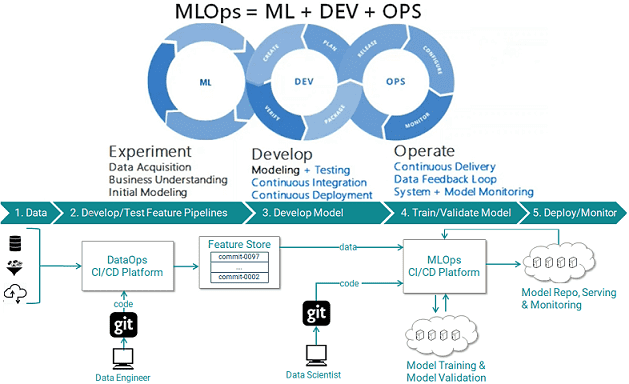 MLOps = ML + DEV + OPS
ML
DEV
OPS
CREATE
PLAN
VERIFY
PACKAGE
RELEASE
CONFIGURE
MONITOR
Experiment
Data Acquisition
Business Understanding
Initial Modeling
Develop
Modeling + Testing
Continuous Integration
Continuous Deployment
Operate
Continuous Delivery
Data Feedback Loop
System + Model Monitoring
1. Data
2. Develop/Test Feature Pipelines
3. Develop Model
4. Train/Validate Model
5. Deploy/Monitor
DataOps
CI/CD Platform
Feature Store
commit-0097
...
commit-0002
data
MLOps
CI/CD Platform
Model Repo, Serving
& Monitoring
code
git
Data Engineer
code
git
Data Scientist
Model Training &
Model Validation